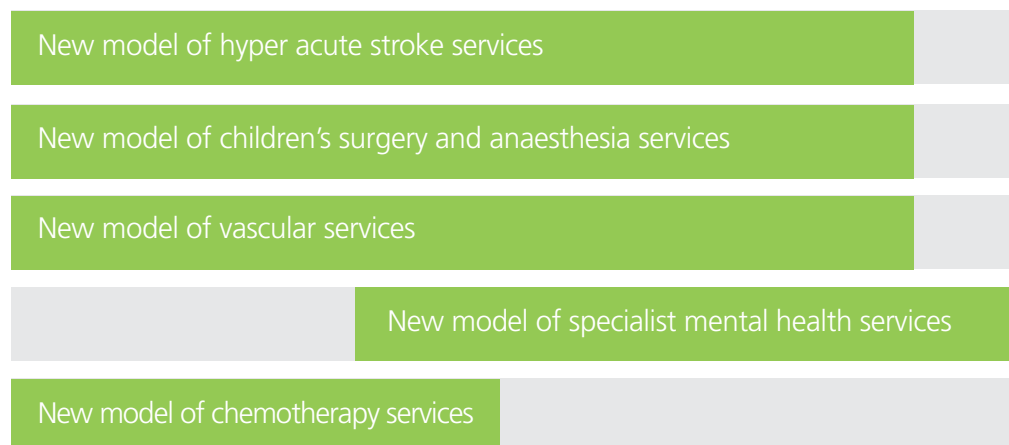 New model of hyper acute stroke services
New model of children’s surgery and anaesthesia services
New model of vascular services
New model of specialist mental health services
New model of chemotherapy services